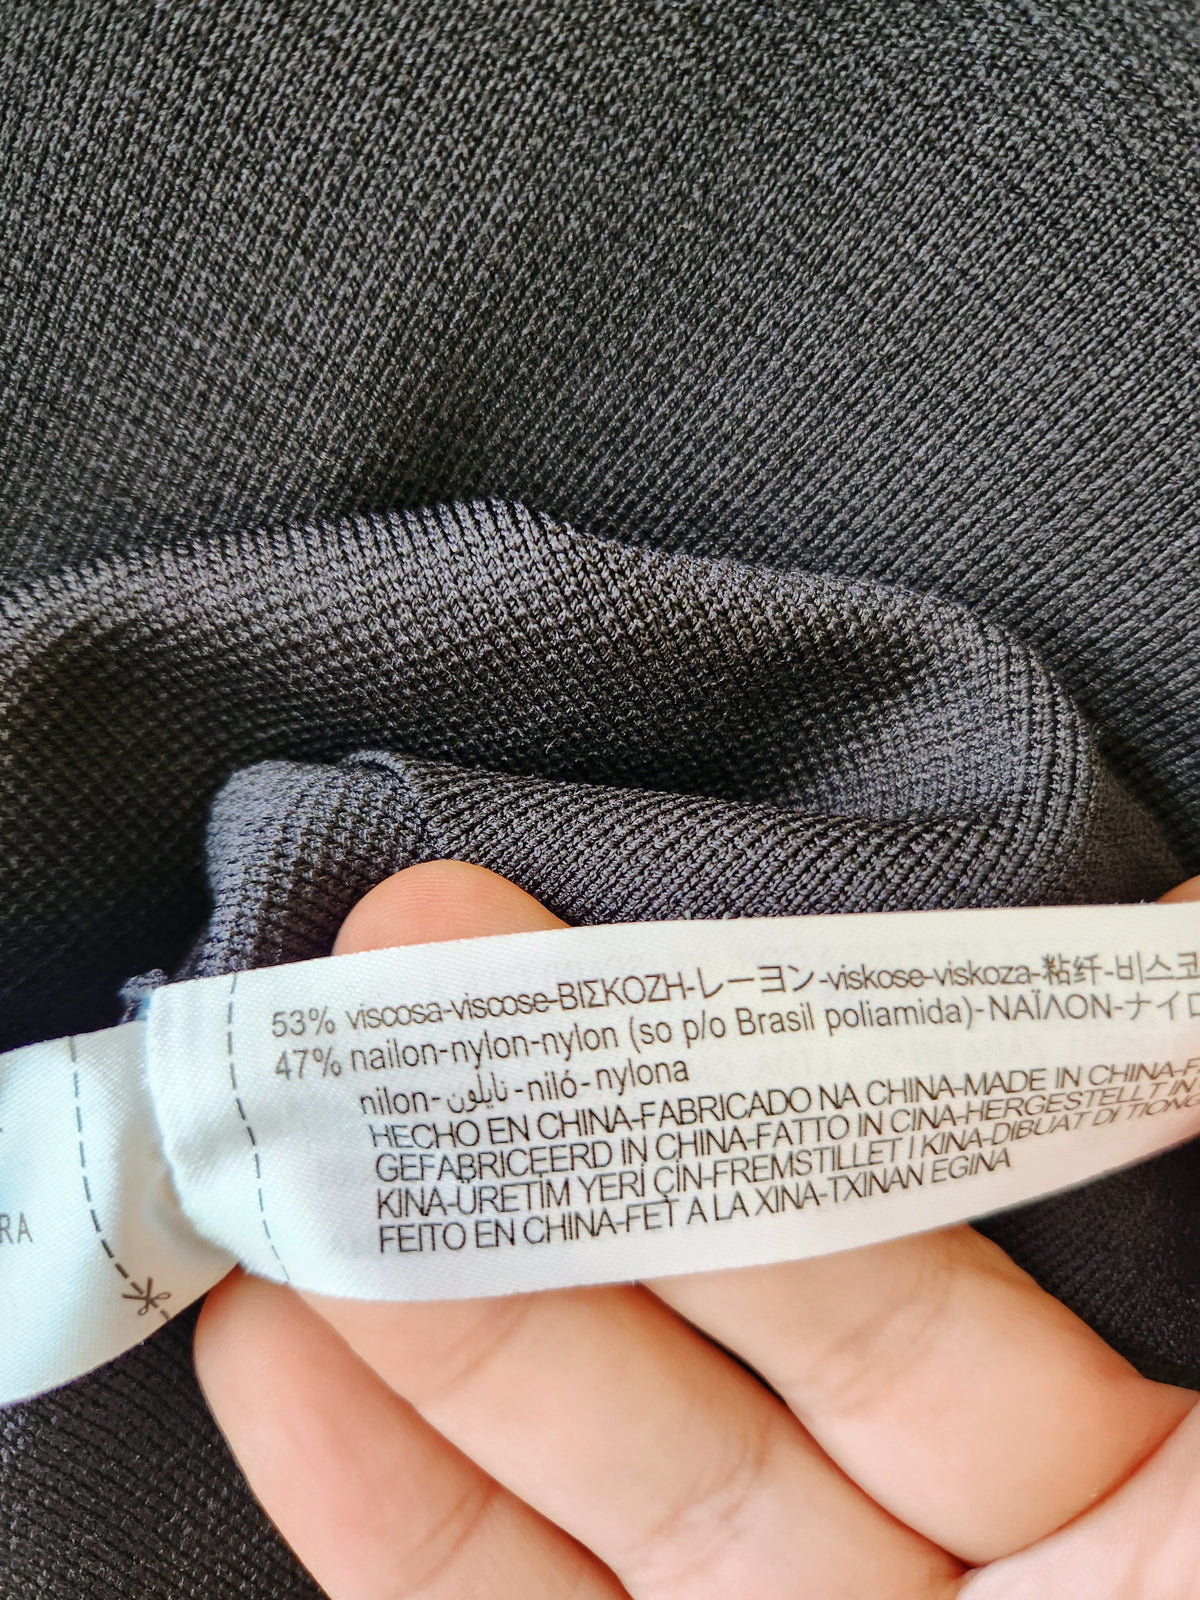 53% viscosa-viscose-ΒΙΣΚΟΖΗ-レーヨン-viskose-viskoza-粘纤-비스코
47% nailon-nylon-nylon (so p/o Brasil poliamida)-ΝΑΪΛΟΝ-ナイロ
nilon-نايلون-niló-nylona
HECHO EN CHINA-FABRICADO NA CHINA-MADE IN CHINA-F
GEFABRICEERD IN CHINA-FATTO IN CINA-HERGESTELLT IN
KINA-ÜRETİM YERİ ÇİN-FREMSTILLET I KINA-DIBUAT DI TIONG
FEITO EN CHINA-FET A LA XINA-TXINAN EGINA
RA